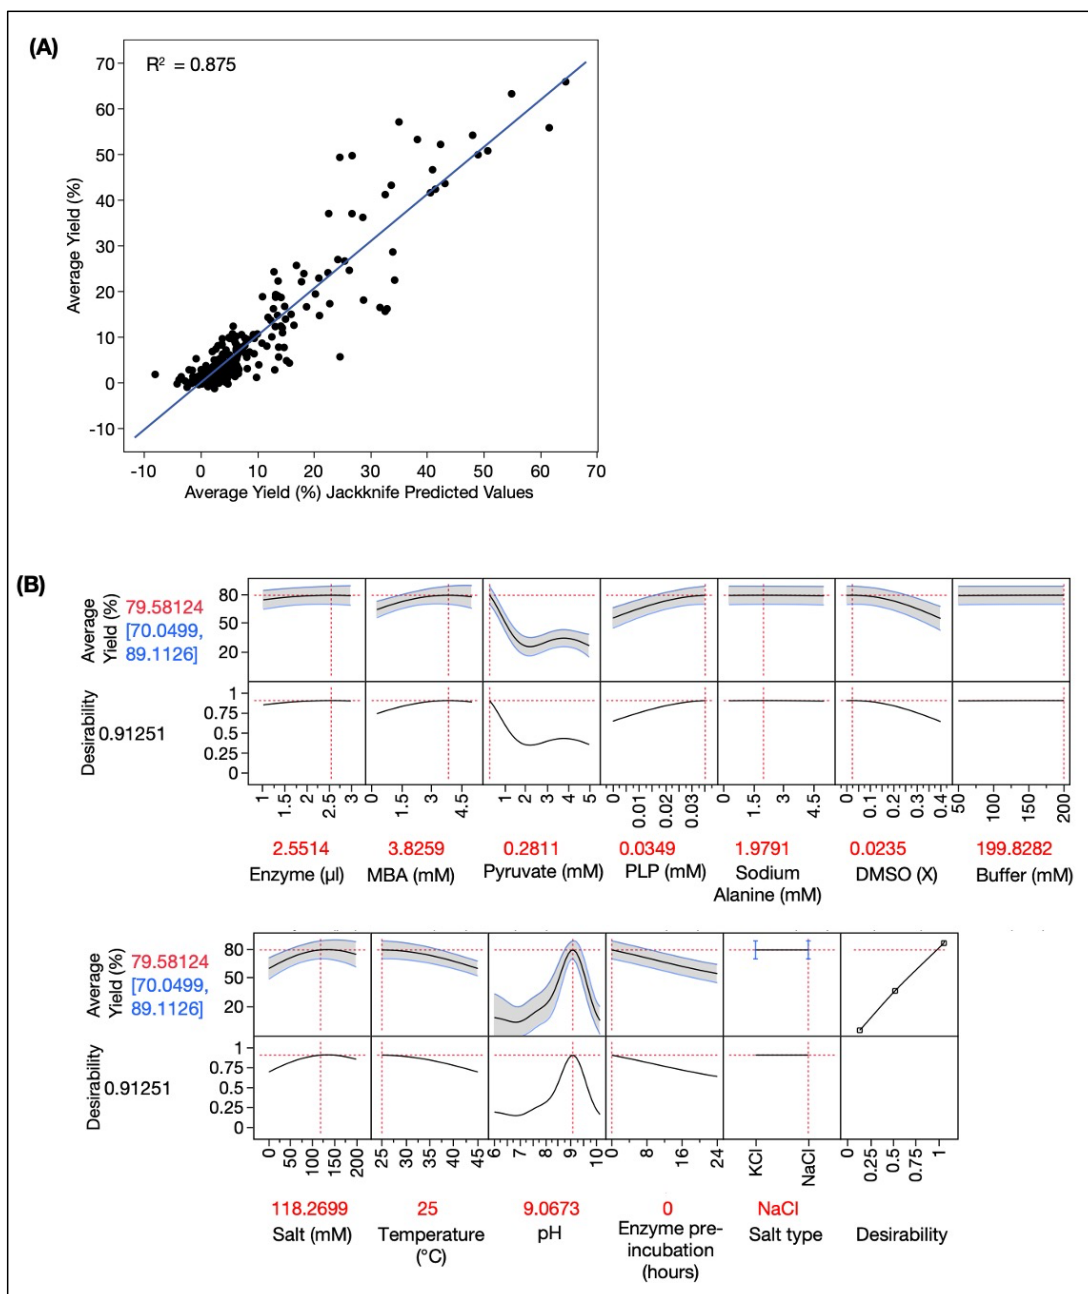 (A)
R² = 0.875
70
60
50
40
30
20
10
0
-10
Average Yield (%)
-10 0 10 20 30 40 50 60 70
Average Yield (%) Jackknife Predicted Values
(B)
Average Yield (%)
79.58124
[70.0499,
89.1126]
80
50
20
Desirability
0.91251
1
0.75
0.5
0.25
0
1 1.5 2 2.5 3 0 1.5 3 4.5 1 2 3 4 5 0 0.01 0.02 0.03 0 1.5 3 4.5 0 0.1 0.2 0.3 0.4 50 100 150 200
2.5514 3.8259 0.2811 0.0349 1.9791 0.0235 199.8282
Enzyme (µl) MBA (mM) Pyruvate (mM) PLP (mM) Sodium Alanine (mM) DMSO (X) Buffer (mM)
Average Yield (%)
79.58124
[70.0499,
89.1126]
80
50
20
Desirability
0.91251
1
0.75
0.5
0.25
0
0 50 100 150 200 25 30 35 40 45 6 7 8 9 10 0 8 16 24 KCl NaCl 0 0.25 0.5 0.75 1
118.2699 25 9.0673 0 NaCl
Salt (mM) Temperature (°C) pH Enzyme pre-incubation (hours) Salt type Desirability